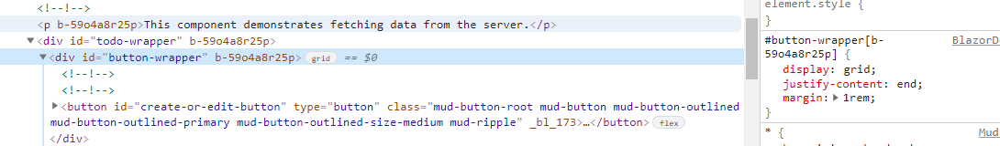 <!--!-->
<p b-59o4a8r25p>This component demonstrates fetching data from the server.</p>
<div id="todo-wrapper" b-59o4a8r25p>
<div id="button-wrapper" b-59o4a8r25p> grid == $0
<!--!-->
<!--!-->
<button id="create-or-edit-button" type="button" class="mud-button-root mud-button mud-button-outlined
mud-button-outlined-primary mud-button-outlined-size-medium mud-ripple" _bl_173>…</button> flex
</div>
element.style {
}
#button-wrapper[b- BlazorD
59o4a8r25p] {
display: grid;
justify-content: end;
margin: 1rem;
}
* { Mud